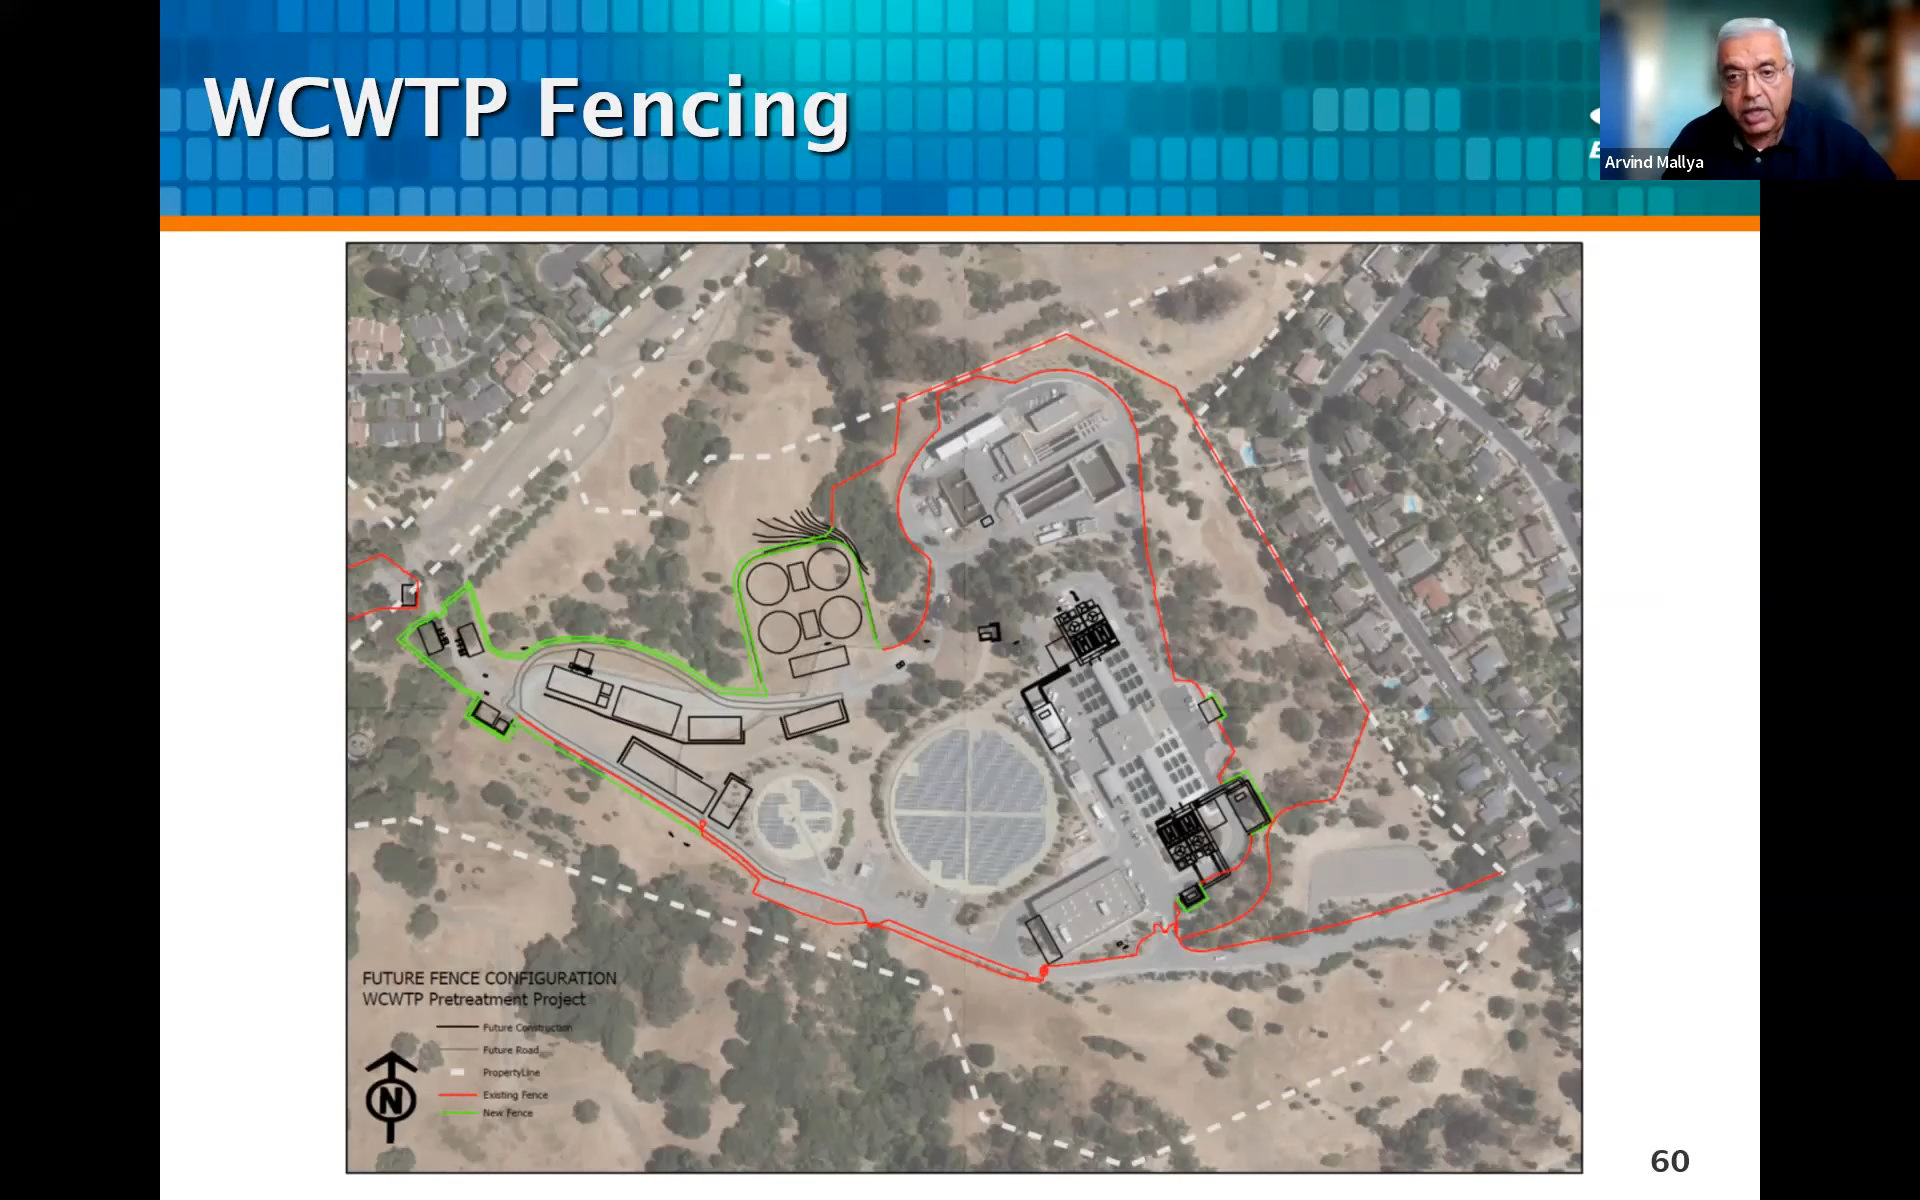 WCWTP Fencing
Arvind Mallya
FUTURE FENCE CONFIGURATION
WCWTP Pretreatment Project
Future Construction
Future Road
PropertyLine
Existing Fence
New Fence
N
60